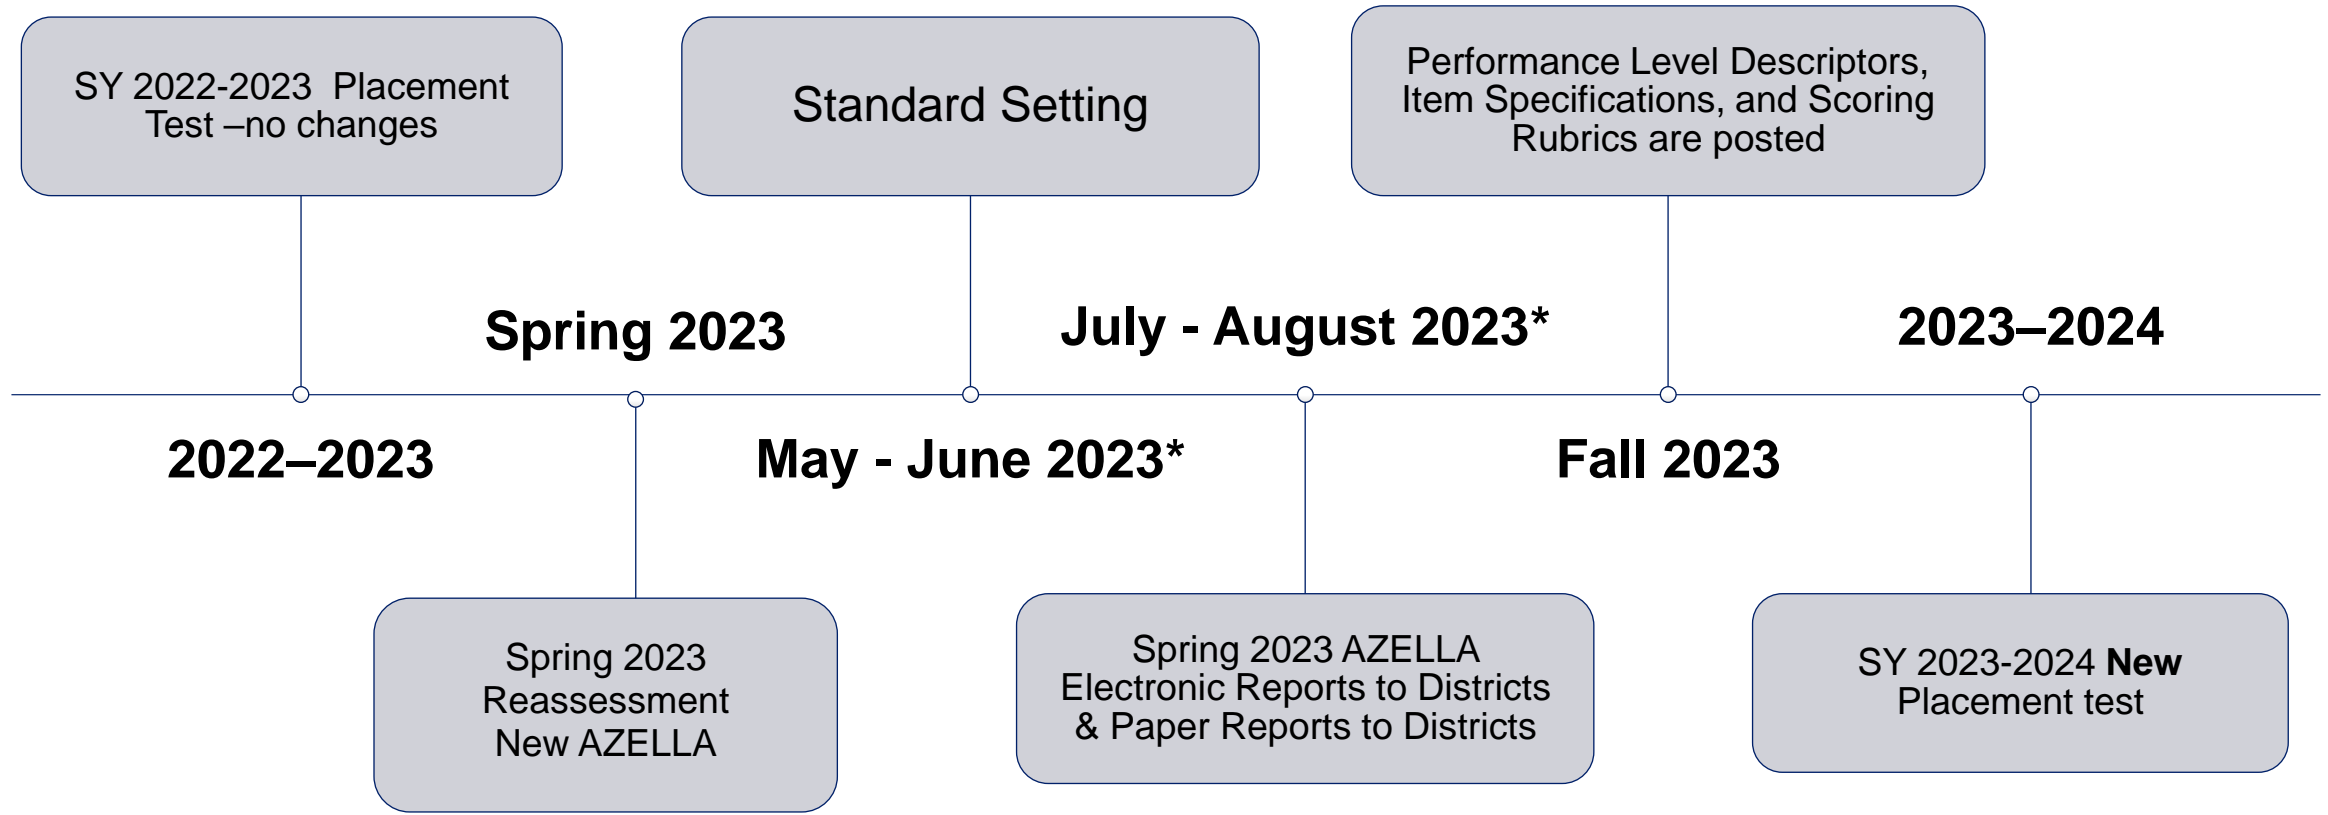 SY 2022-2023  Placement
Test –no changes
Standard Setting
Performance Level Descriptors,
Item Specifications, and Scoring
Rubrics are posted
Spring 2023
July - August 2023*
2023–2024
2022–2023
May - June 2023*
Fall 2023
Spring 2023
Reassessment
New AZELLA
Spring 2023 AZELLA
Electronic Reports to Districts
& Paper Reports to Districts
SY 2023-2024 New
Placement test